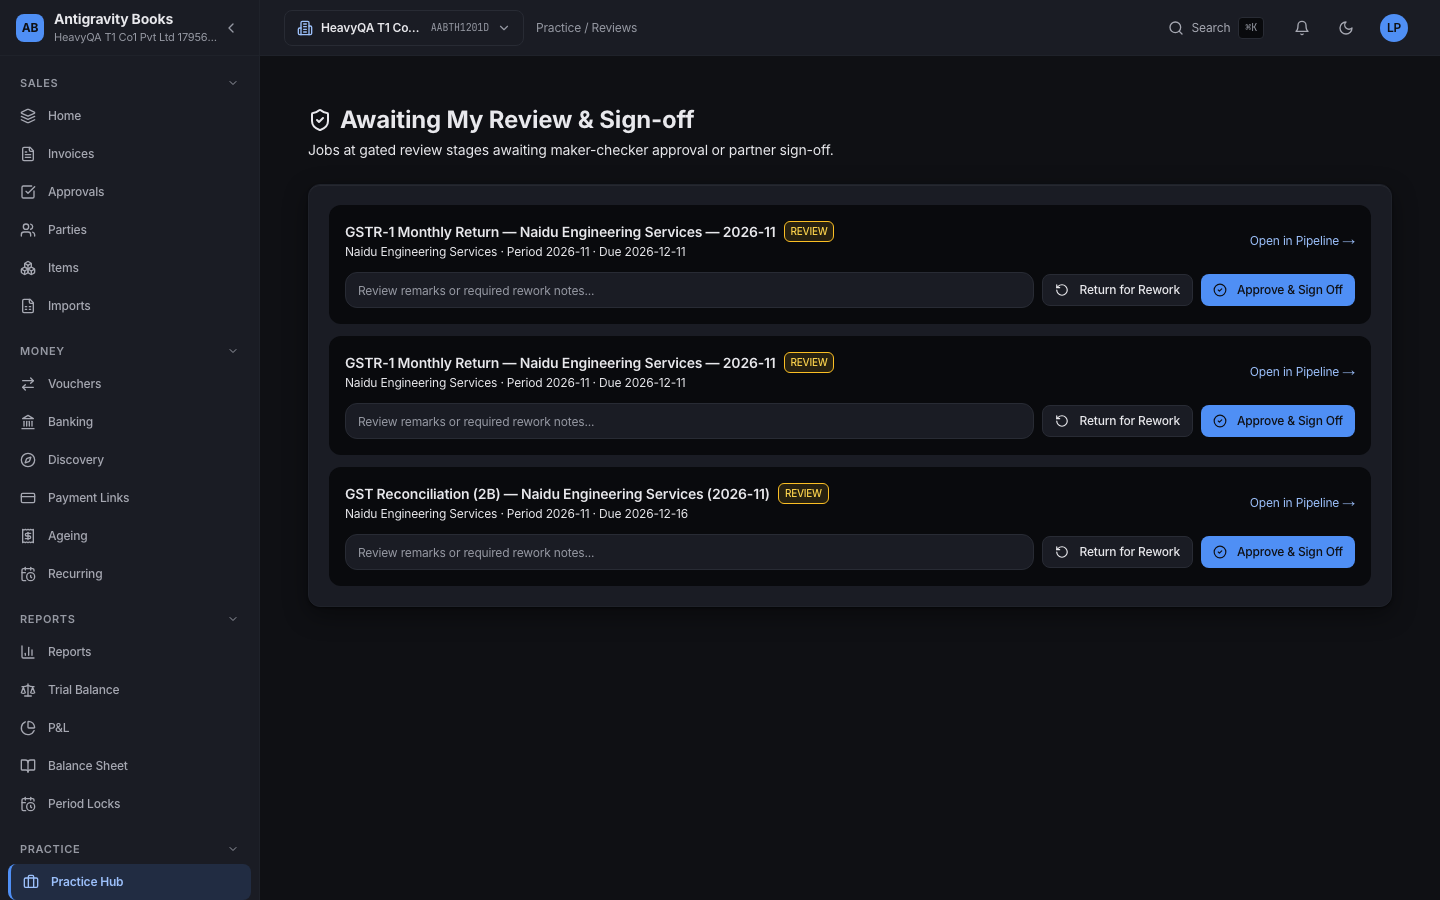 AB
Antigravity Books
HeavyQA T1 Co1 Pvt Ltd 17956...
HeavyQA T1 Co... AABTH1201D
Practice / Reviews
Search ⌘K
LP
SALES
Home
Invoices
Approvals
Parties
Items
Imports
MONEY
Vouchers
Banking
Discovery
Payment Links
Ageing
Recurring
REPORTS
Reports
Trial Balance
P&L
Balance Sheet
Period Locks
PRACTICE
Practice Hub
Awaiting My Review & Sign-off
Jobs at gated review stages awaiting maker-checker approval or partner sign-off.
GSTR-1 Monthly Return — Naidu Engineering Services — 2026-11 REVIEW
Naidu Engineering Services · Period 2026-11 · Due 2026-12-11
Open in Pipeline →
Review remarks or required rework notes...
Return for Rework
Approve & Sign Off
GSTR-1 Monthly Return — Naidu Engineering Services — 2026-11 REVIEW
Naidu Engineering Services · Period 2026-11 · Due 2026-12-11
Open in Pipeline →
Review remarks or required rework notes...
Return for Rework
Approve & Sign Off
GST Reconciliation (2B) — Naidu Engineering Services (2026-11) REVIEW
Naidu Engineering Services · Period 2026-11 · Due 2026-12-16
Open in Pipeline →
Review remarks or required rework notes...
Return for Rework
Approve & Sign Off